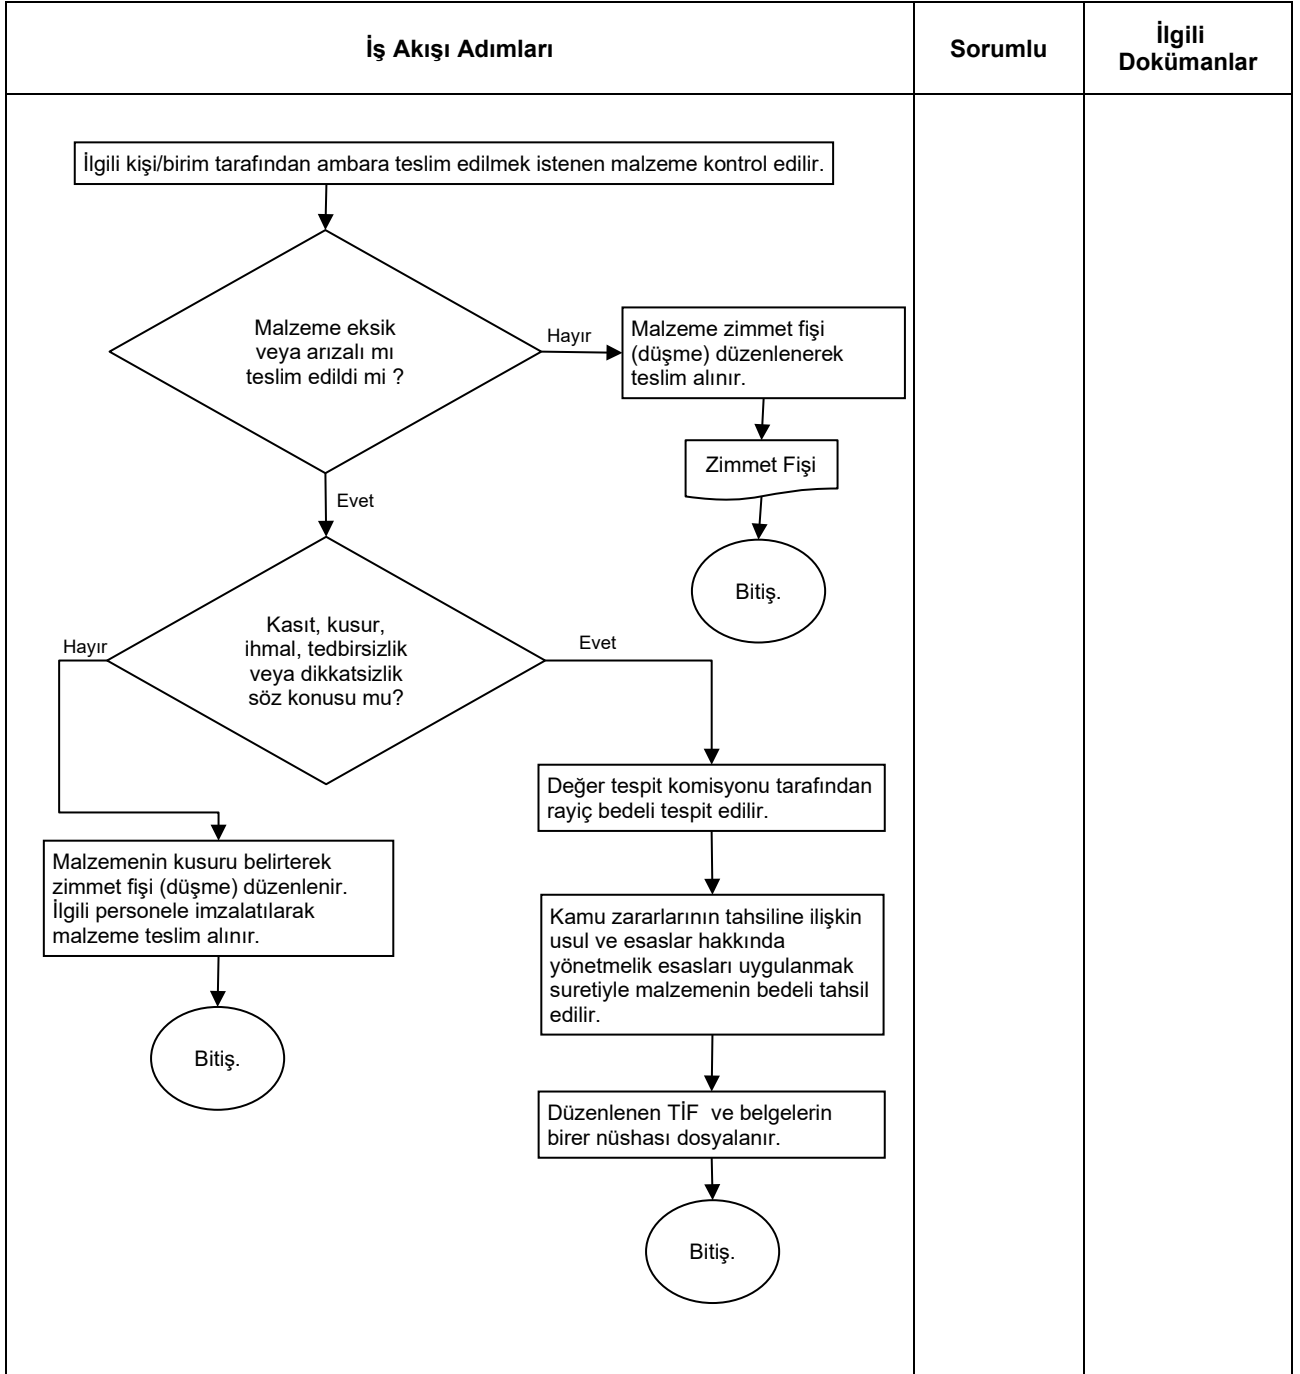 İş Akışı Adımları
Sorumlu
İlgili
Dokümanlar
İlgili kişi/birim tarafından ambara teslim edilmek istenen malzeme kontrol edilir.
Malzeme eksik
veya arızalı mı
teslim edildi mi ?
Hayır
Malzeme zimmet fişi
(düşme) düzenlenerek
teslim alınır.
Zimmet Fişi
Bitiş.
Evet
Kasıt, kusur,
ihmal, tedbirsizlik
veya dikkatsizlik
söz konusu mu?
Hayır
Evet
Değer tespit komisyonu tarafından
rayiç bedeli tespit edilir.
Malzemenin kusuru belirterek
zimmet fişi (düşme) düzenlenir.
İlgili personele imzalatılarak
malzeme teslim alınır.
Bitiş.
Kamu zararlarının tahsiline ilişkin
usul ve esaslar hakkında
yönetmelik esasları uygulanmak
suretiyle malzemenin bedeli tahsil
edilir.
Düzenlenen TİF  ve belgelerin
birer nüshası dosyalanır.
Bitiş.